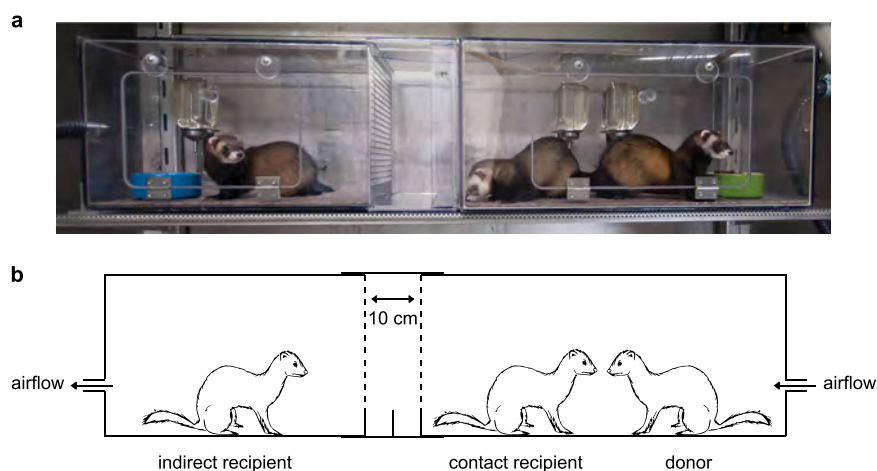 a
b
10 cm
airflow
airflow
indirect recipient
contact recipient
donor